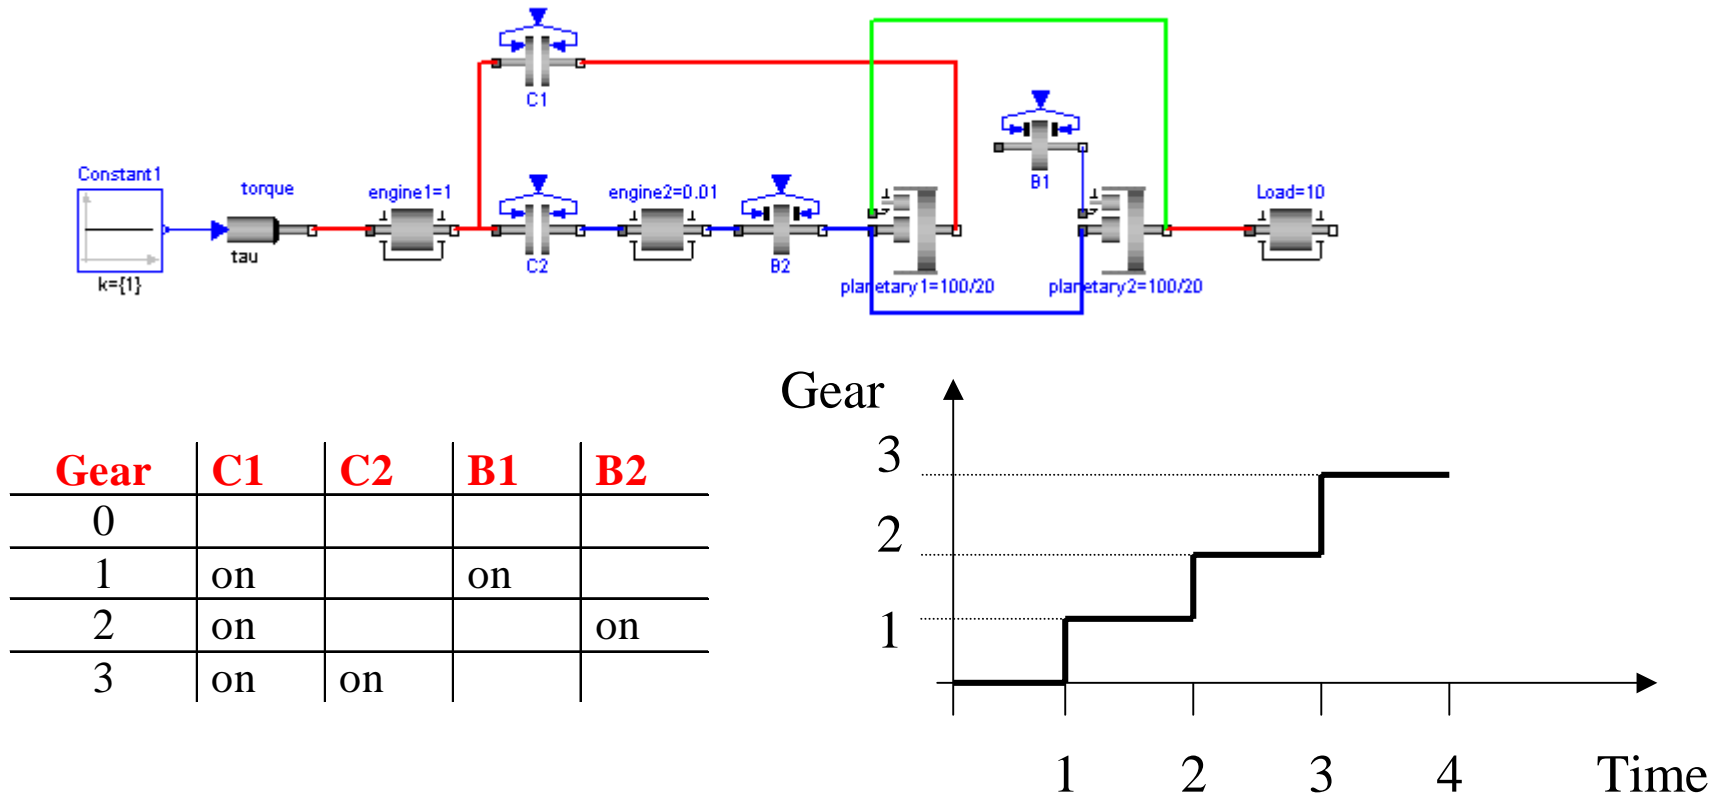 C1
Constant1
torque
engine1=1
engine2=0.01
B1
Load=10
tau
C2
B2
k={1}
planetary1=100/20
planetary2=100/20
Gear C1 C2 B1 B2
0
1 on on
2 on on
3 on on
Gear
3
2
1
1 2 3 4 Time